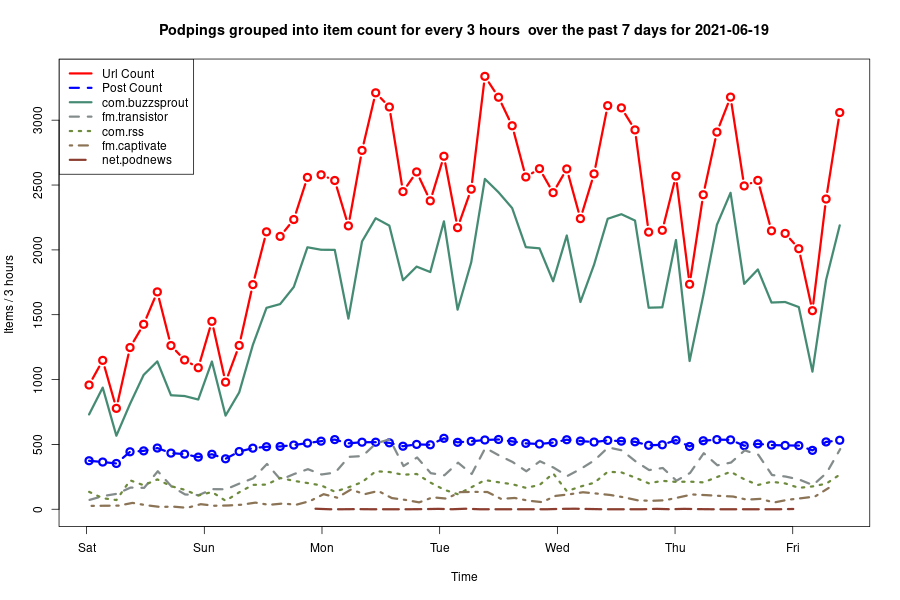 Podpings grouped into item count for every 3 hours  over the past 7 days for 2021-06-19
Url Count
Post Count
com.buzzsprout
fm.transistor
com.rss
fm.captivate
net.podnews
Items / 3 hours
3000
2500
2000
1500
1000
500
0
Sat Sun Mon Tue Wed Thu Fri
Time